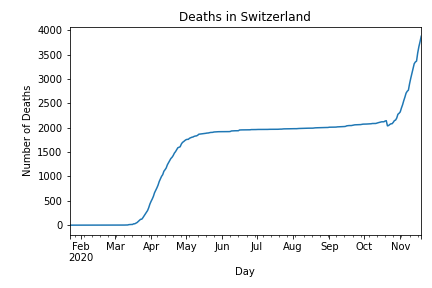 Deaths in Switzerland
Number of Deaths
4000
3500
3000
2500
2000
1500
1000
500
0
Feb Mar Apr May Jun Jul Aug Sep Oct Nov
2020
Day